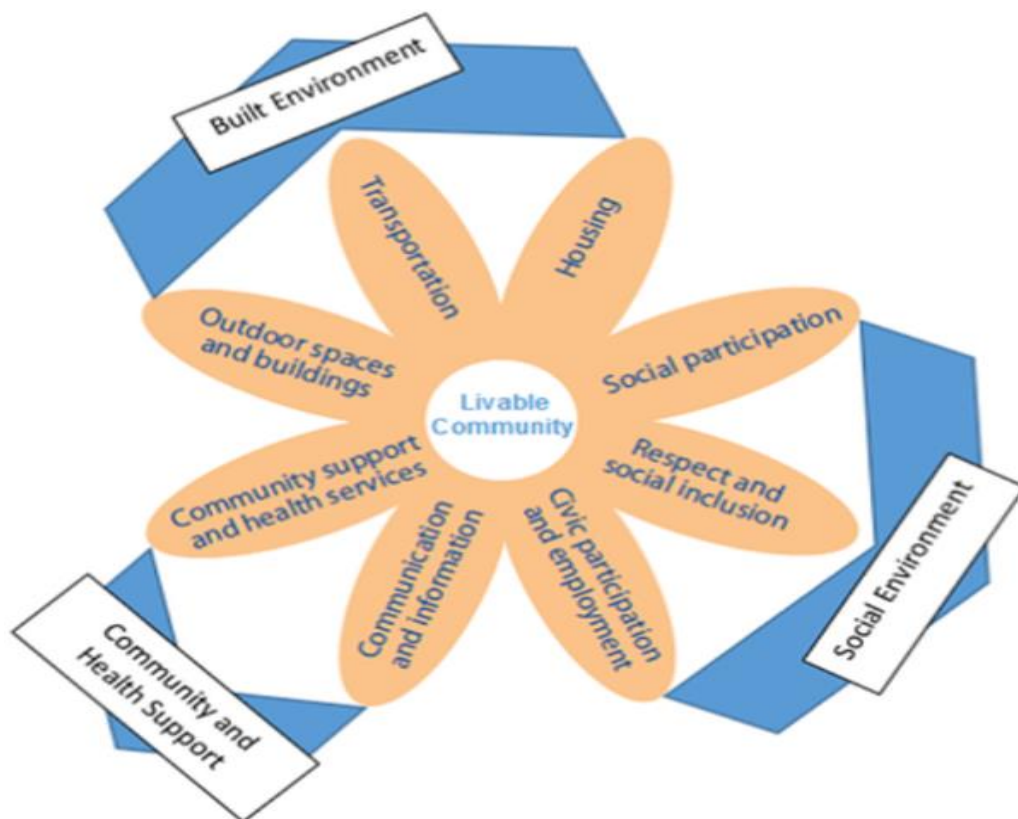 Built Environment
Transportation
Housing
Outdoor spaces
and buildings
Social participation
Livable
Community
Community support
and health services
Respect and
social inclusion
Communication
and information
Civic participation
and employment
Social Environment
Community and
Health Support